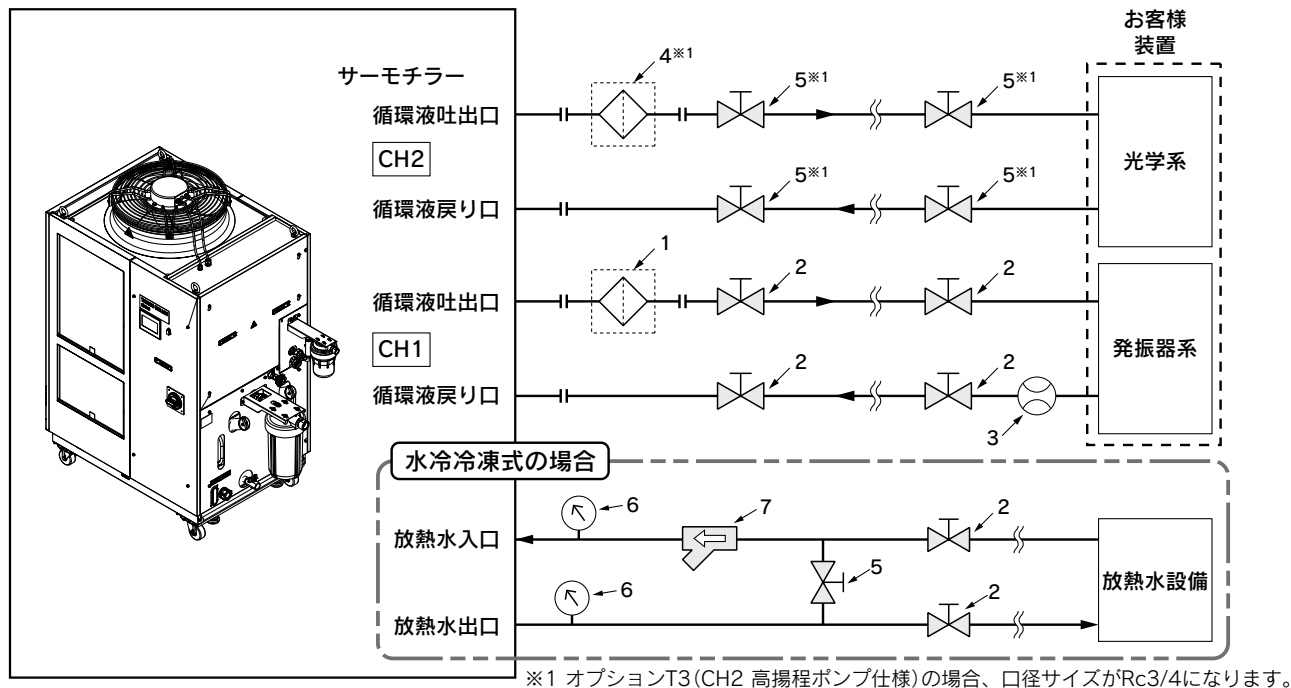 お客様
装置
サーモチラー
4※1
5※1
5※1
循環液吐出口
CH2
光学系
5※1
5※1
循環液戻り口
1
2
2
循環液吐出口
CH1
発振器系
2
2
循環液戻り口
3
水冷冷凍式の場合
6
7
2
放熱水入口
5
放熱水設備
6
2
放熱水出口
※1 オプションT3(CH2 高揚程ポンプ仕様)の場合、口径サイズがRc3/4になります。